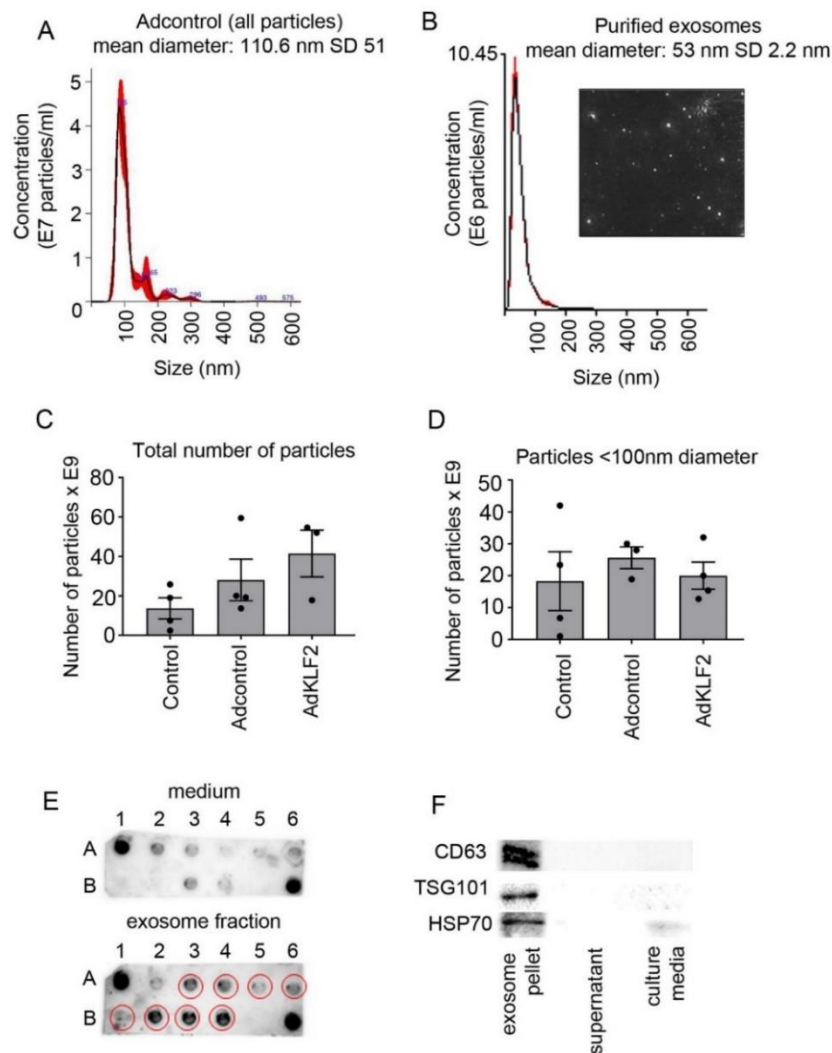 A
Adcontrol (all particles)
mean diameter: 110.6 nm SD 51
Concentration
(E7 particles/ml)
5
4
3
2
1
0
100
200
300
400
500
600
Size (nm)
B
Purified exosomes
mean diameter: 53 nm SD 2.2 nm
10.45
Concentration
(E6 particles/ml)
100
200
300
400
500
600
Size (nm)
C
Total number of particles
Number of particles x E9
80
60
40
20
0
Control
Adcontrol
AdKLF2
D
Particles <100nm diameter
Number of particles x E9
50
40
30
20
10
0
Control
Adcontrol
AdKLF2
E
medium
1 2 3 4 5 6
A
B
exosome fraction
1 2 3 4 5 6
A
B
F
CD63
TSG101
HSP70
exosome
pellet
supernatant
culture
media